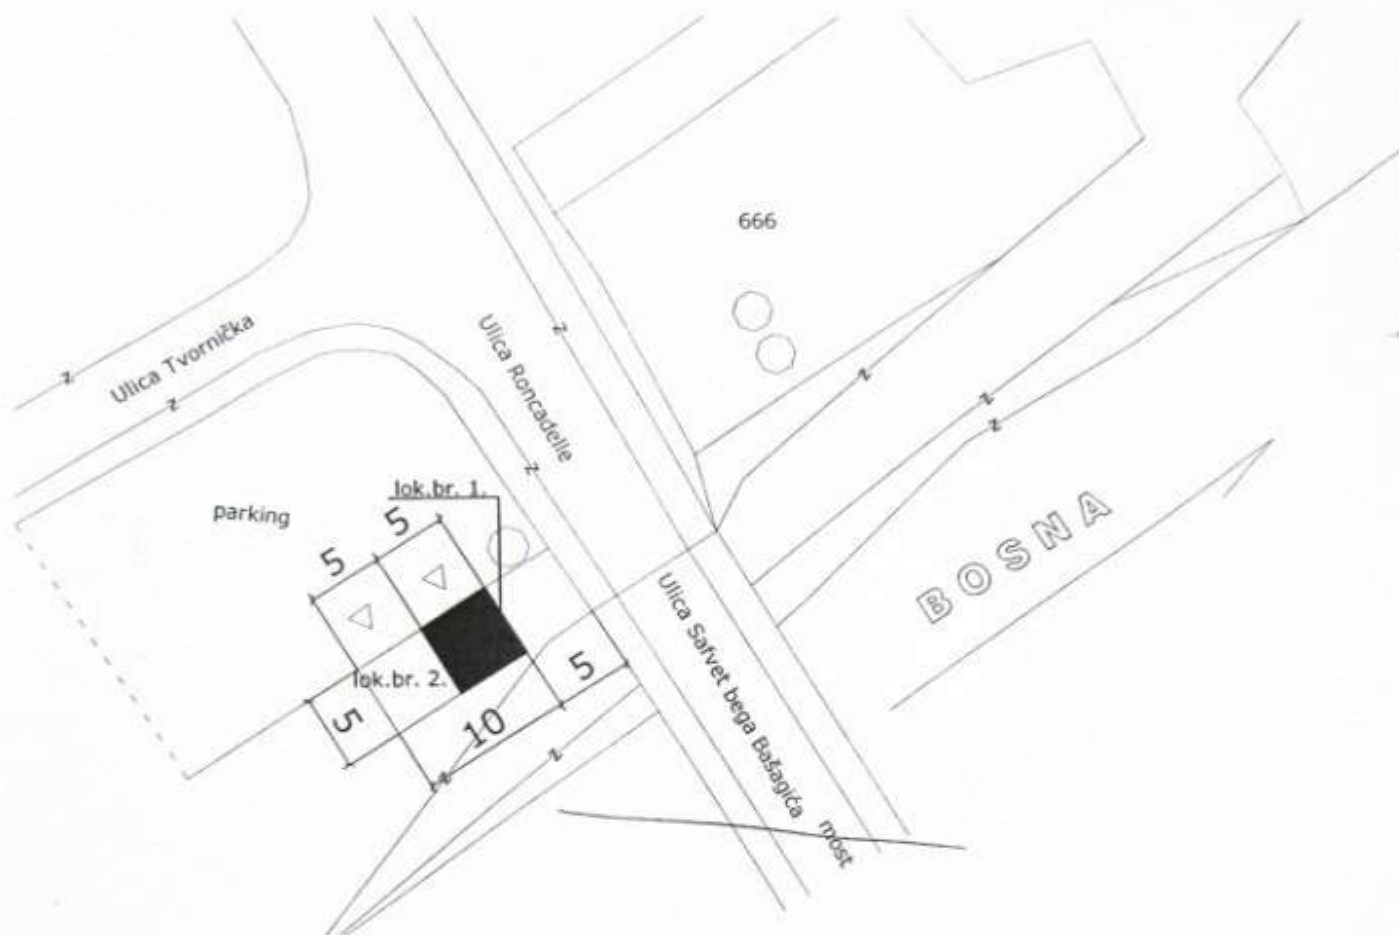 666
Ulica Tvornička
Ulica Roncadelle
lok.br. 1.
parking
5
5
BOSNA
Ulica Safvet bega Bašagića
lok.br. 2.
5
5
10
most
z
z
z
z
z
z
z
z